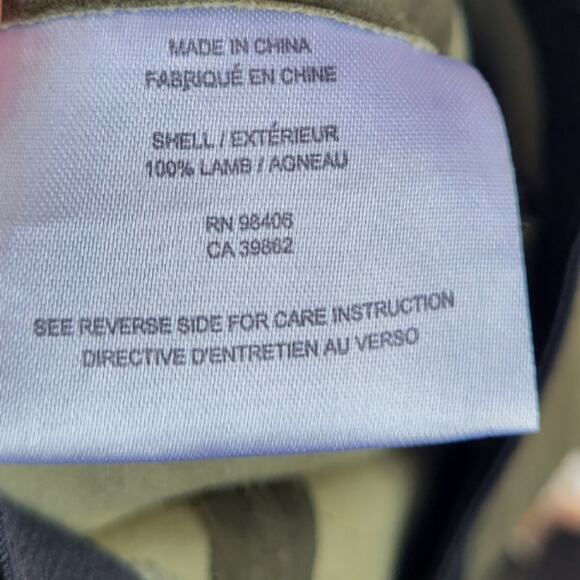 MADE IN CHINA
FABRIQUÉ EN CHINE
SHELL / EXTÉRIEUR
100% LAMB / AGNEAU
RN 98406
CA 39862
SEE REVERSE SIDE FOR CARE INSTRUCTION
DIRECTIVE D'ENTRETIEN AU VERSO